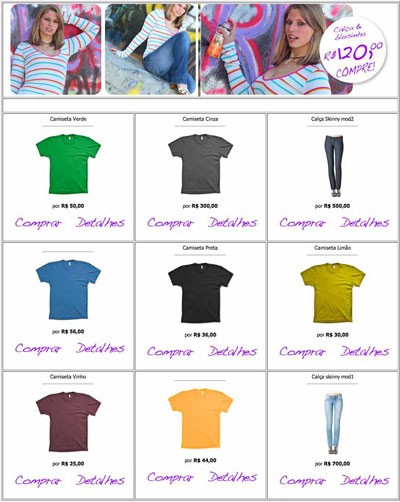 Calça &
Blusinha
R$120,00
COMPRE!
Camiseta Verde
Camiseta Cinza
Calça Skinny mod2
por R$ 50,00
por R$ 300,00
por R$ 500,00
Comprar Detalhes
Comprar Detalhes
Comprar Detalhes
Camiseta Preta
Camiseta Limão
por R$ 56,00
por R$ 36,00
por R$ 30,00
Comprar Detalhes
Comprar Detalhes
Comprar Detalhes
Camiseta Vinho
Calça skinny mod1
por R$ 25,00
por R$ 44,00
por R$ 700,00
Comprar Detalhes
Comprar Detalhes
Comprar Detalhes